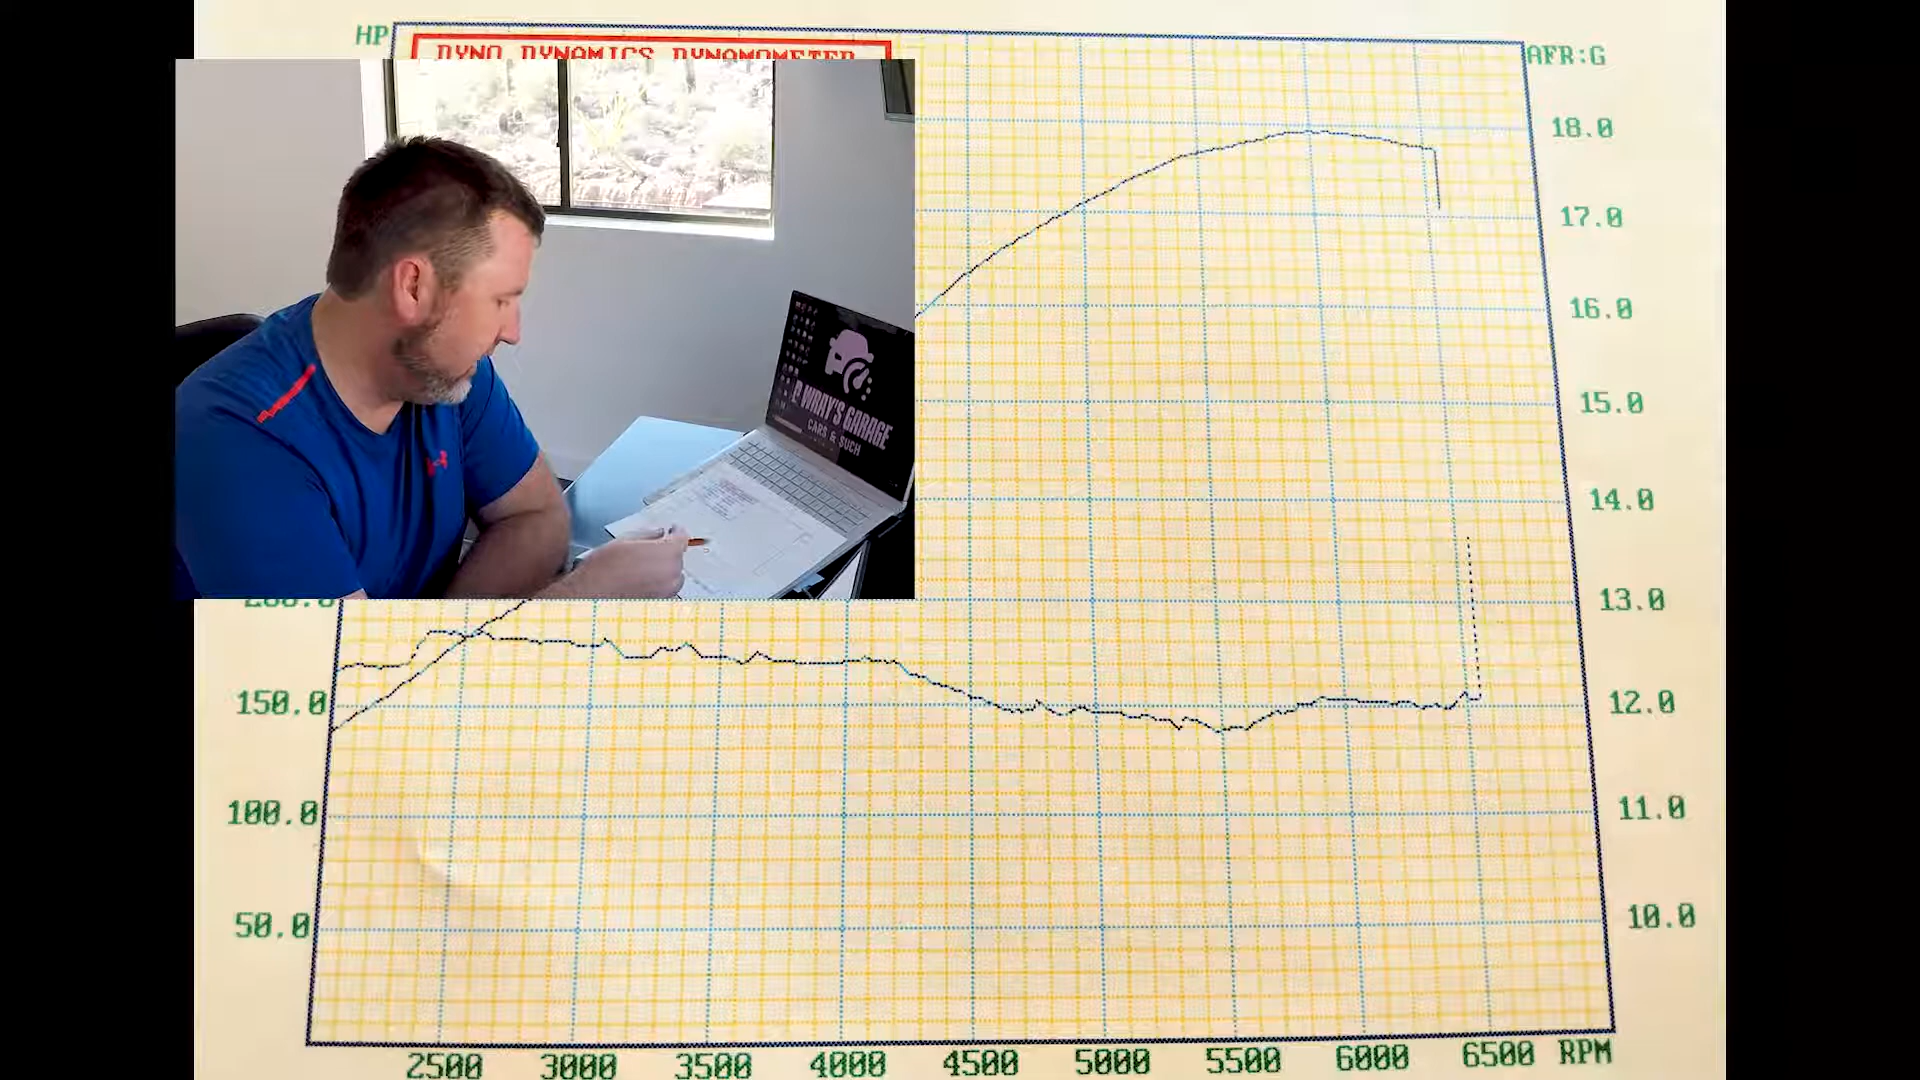 HP
DYNO DYNAMICS DYNAMOMETER
AFR:G
18.0
17.0
16.0
15.0
14.0
200.0
13.0
150.0
12.0
100.0
11.0
50.0
10.0
2500 3000 3500 4000 4500 5000 5500 6000 6500 RPM
WRAY'S GARAGE
CARS & SUCH